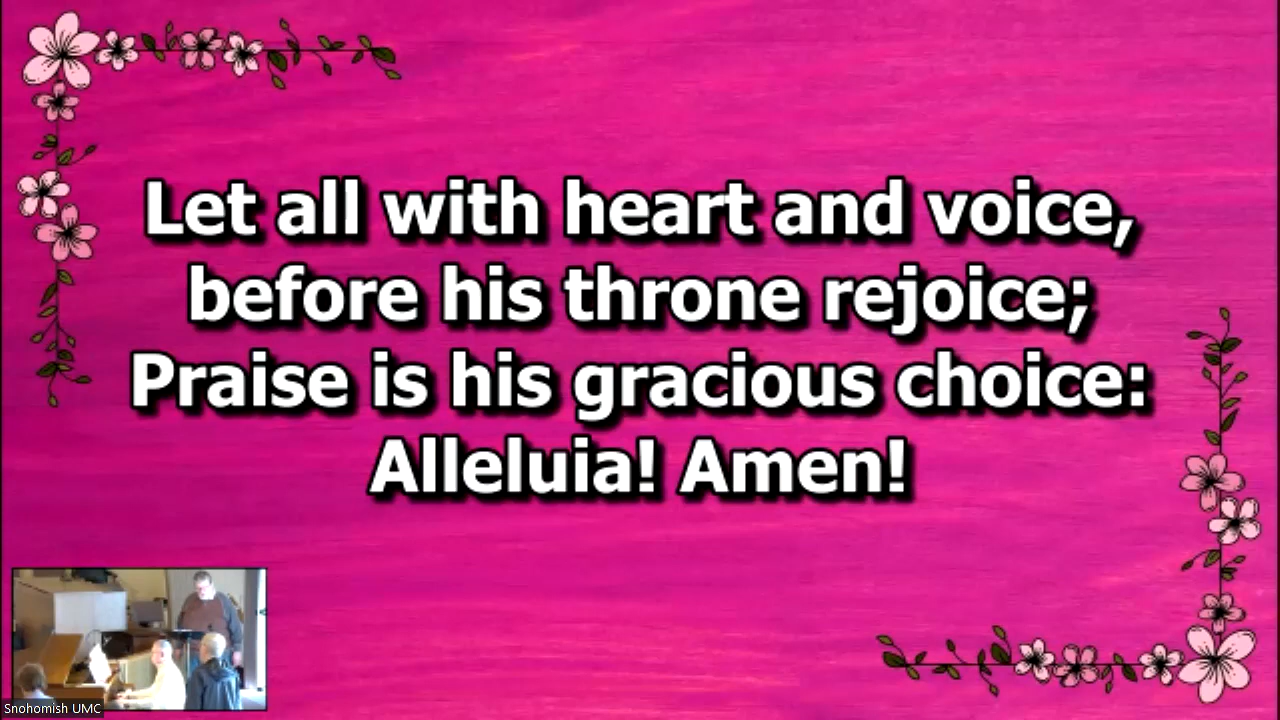 Let all with heart and voice,
before his throne rejoice;
Praise is his gracious choice:
Alleluia! Amen!
Snohomish UMC